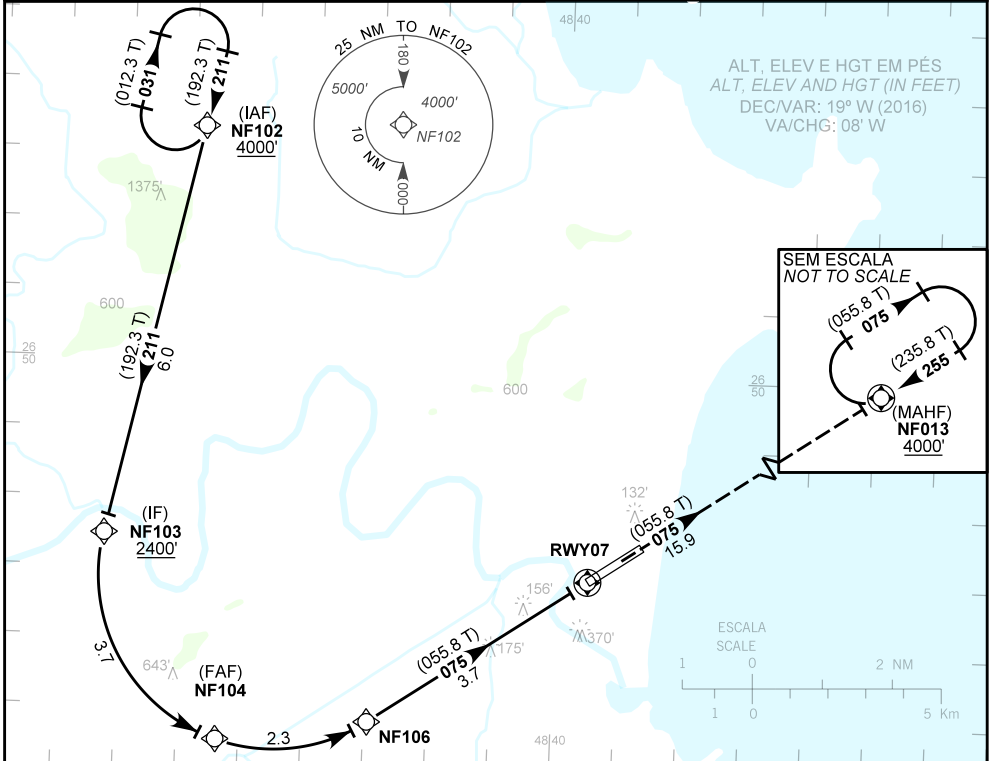 48 40
25 NM TO NF102
180
5000'
4000'
NF102
10 NM
000
ALT, ELEV E HGT EM PÉS
ALT, ELEV AND HGT (IN FEET)
DEC/VAR: 19º W (2016)
VA/CHG: 08' W
(012.3 T)
031
(192.3 T)
211
(IAF)
NF102
4000'
1375'
600
(192.3 T)
211
6.0
26
50
600
26
50
SEM ESCALA
NOT TO SCALE
(055.8 T)
075
(235.8 T)
255
(MAHF)
NF013
4000'
(IF)
NF103
2400'
132'
(055.8 T)
075
15.9
RWY07
156'
370'
175'
(055.8 T)
075
3.7
3.7
643'
(FAF)
NF104
2.3
NF106
48 40
ESCALA
SCALE
1 0 2 NM
1 0 5 Km